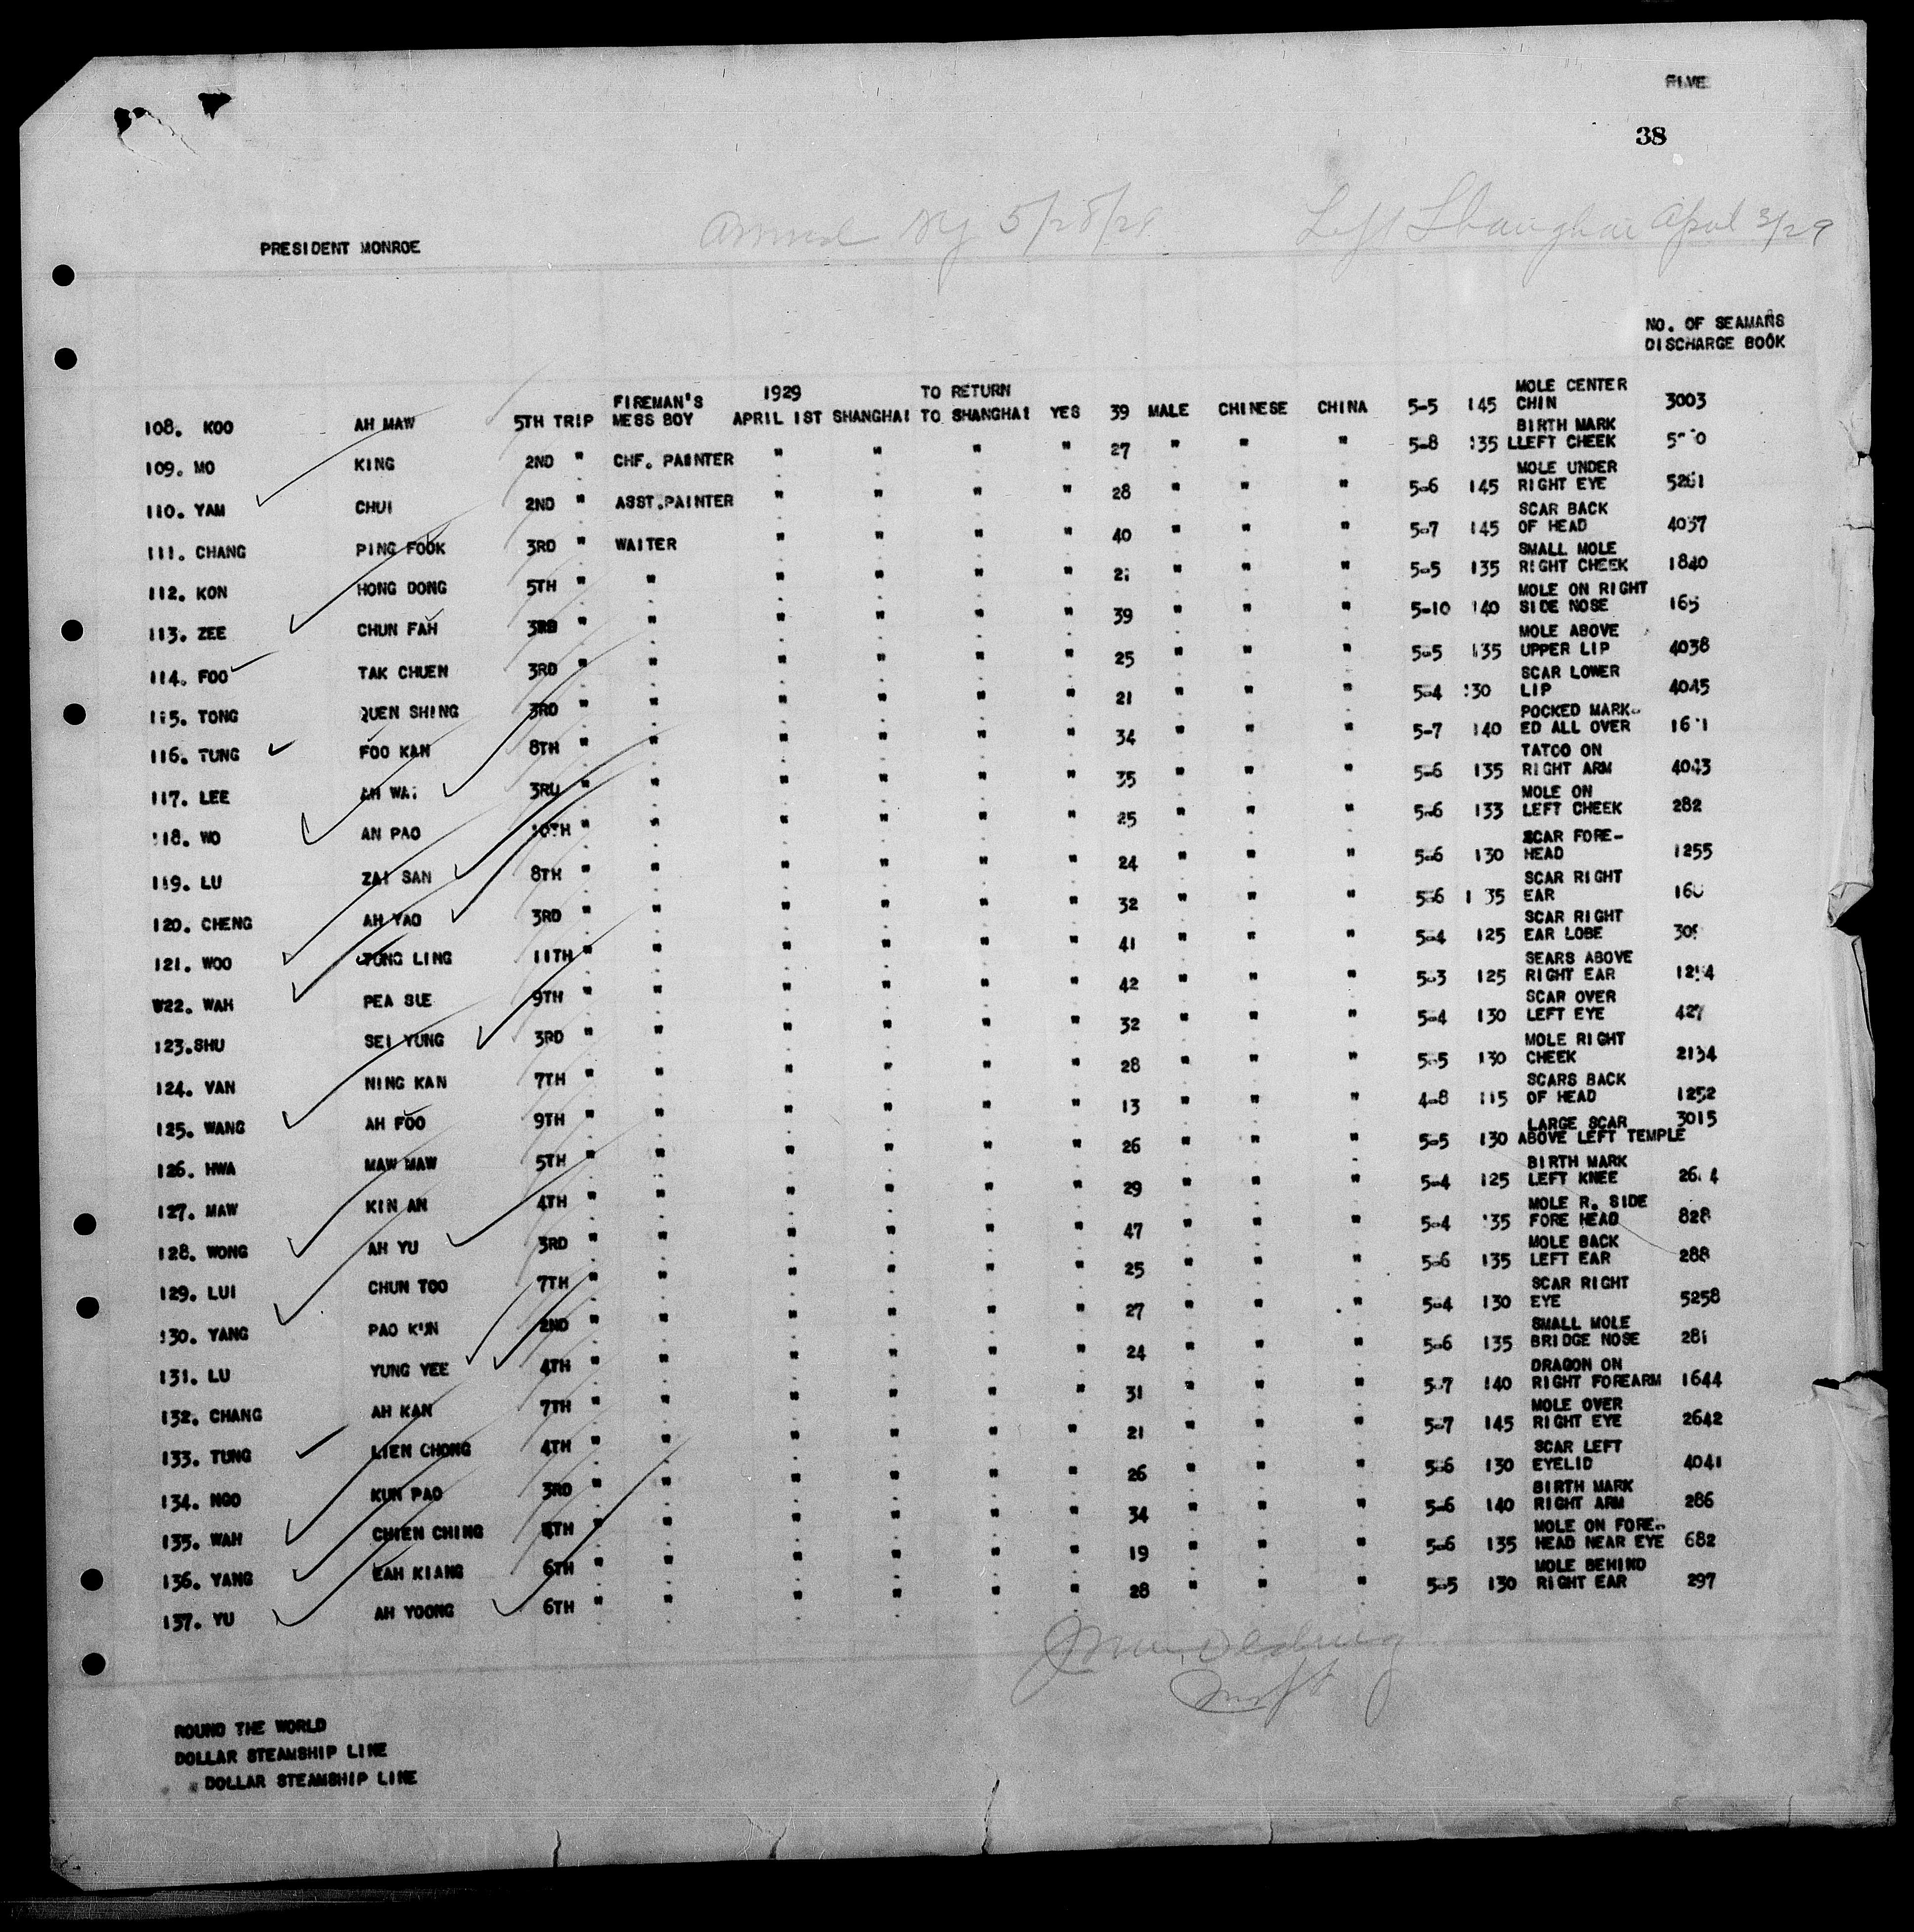 FIVE
38
Arrived NY 5/28/29 Left Shanghai April 3/29
PRESIDENT MONROE
NO. OF SEAMANS
DISCHARGE BOOK
108. KOO AH MAW 5TH TRIP FIREMAN'S MESS BOY 1929 APRIL 1ST SHANGHAI TO RETURN TO SHANGHAI YES 39 MALE CHINESE CHINA 5-5 145 MOLE CENTER CHIN 3003
109. MO KING 2ND " CHF. PAINTER " " " " 27 " " " 5-8 135 LLEFT CHEEK BIRTH MARK
110. YAM CHUI 2ND " ASST.PAINTER " " " " 28 " " " 5-6 145 MOLE UNDER RIGHT EYE 5261
111. CHANG PING FOOK 3RD " WAITER " " " " 40 " " " 5-7 145 SCAR BACK OF HEAD 4037
112. KON HONG DONG 5TH " " " " " " " " " 5-5 135 SMALL MOLE RIGHT CHEEK 1840
113. ZEE CHUN FAH 3RD " " " " " " 39 " " " 5-10 140 MOLE ON RIGHT SIDE NOSE 165
114. FOO TAK CHUEN 3RD " " " " " " 25 " " " 5-5 135 MOLE ABOVE UPPER LIP 4038
115. TONG QUEN SHING 3RD " " " " " " 21 " " " 5-4 130 SCAR LOWER LIP 4045
116. TUNG FOO KAN 8TH " " " " " " 34 " " " 5-7 140 POCKED MARK-ED ALL OVER
117. LEE AH WAI 3RD " " " " " " 35 " " " 5-6 135 TATCO ON RIGHT ARM 4043
118. WO AN PAO 10TH " " " " " " 25 " " " 5-6 133 MOLE ON LEFT CHEEK 282
119. LU ZAI SAN 8TH " " " " " " 24 " " " 5-6 130 SCAR FORE-HEAD 1255
120. CHENG AH YAO 3RD " " " " " " 32 " " " 5-6 135 SCAR RIGHT EAR
121. WOO TONG LING 11TH " " " " " " 41 " " " 5-4 125 SCAR RIGHT EAR LOBE
W22. WAH PEA SUE 9TH " " " " " " 42 " " " 5-3 125 SEARS ABOVE RIGHT EAR
123.SHU SEI YUNG 3RD " " " " " " 32 " " " 5-4 130 SCAR OVER LEFT EYE 427
124. VAN NING KAN 7TH " " " " " " 28 " " " 5-5 130 MOLE RIGHT CHEEK 2134
125. WANG AH FOO 9TH " " " " " " 13 " " " 4-8 115 SCARS BACK OF HEAD 1252
126. HWA MAW MAW 5TH " " " " " " 26 " " " 5-5 130 LARGE SCAR ABOVE LEFT TEMPLE 3015
127. MAW KIN AN 4TH " " " " " " 29 " " " 5-4 125 BIRTH MARK LEFT KNEE
128. WONG AH YU 3RD " " " " " " 47 " " " 5-4 135 MOLE R. SIDE FORE HEAD 828
129. LUI CHUN TOO 7TH " " " " " " 25 " " " 5-6 135 MOLE BACK LEFT EAR 288
130. YANG PAO KUN 2ND " " " " " " 27 " " " 5-4 130 SCAR RIGHT EYE 5258
131. LU YUNG YEE 4TH " " " " " " 24 " " " 5-6 135 SMALL MOLE BRIDGE NOSE 281
132. CHANG AH KAN 7TH " " " " " " 31 " " " 5-7 140 DRAGON ON RIGHT FOREARM 1644
133. TUNG LIEN CHONG 4TH " " " " " " 21 " " " 5-7 145 MOLE OVER RIGHT EYE 2642
134. NGO KUN PAO 3RD " " " " " " 26 " " " 5-6 130 SCAR LEFT EYELID 4041
135. WAH CHIEN CHING " " " " " " 34 " " " 5-6 140 BIRTH MARK RIGHT ARM 286
136. YANG EAH KIANG 6TH " " " " " " 19 " " " 5-6 135 MOLE ON FORE-HEAD NEAR EYE 682
137. YU AH YOONG 6TH " " " " " " 28 " " " 5-5 130 MOLE BEHIND RIGHT EAR 297
ROUND THE WORLD
DOLLAR STEAMSHIP LINE
DOLLAR STEAMSHIP LINE